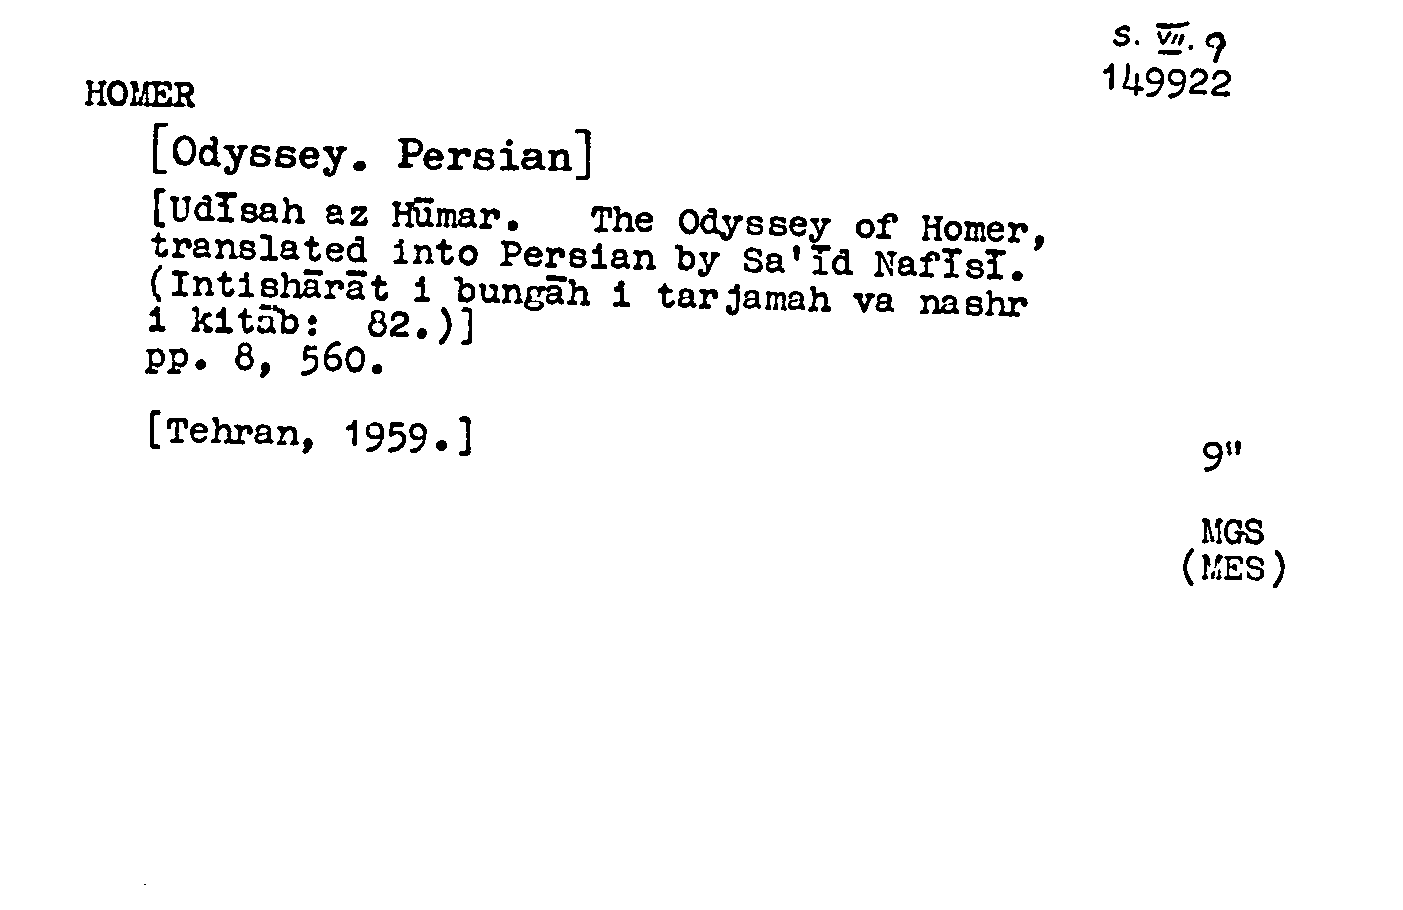 S. VII. 9
149922
HOMER
[Odyssey. Persian]
[Udīsah az Hūmar. The Odyssey of Homer,
translated into Persian by Sa'īd Nafīsī.
(Intishārāt i bungāh i tarjamah va nashr
i kitāb: 82.)]
pp. 8, 560.
[Tehran, 1959.]
9"
MGS
(MES)